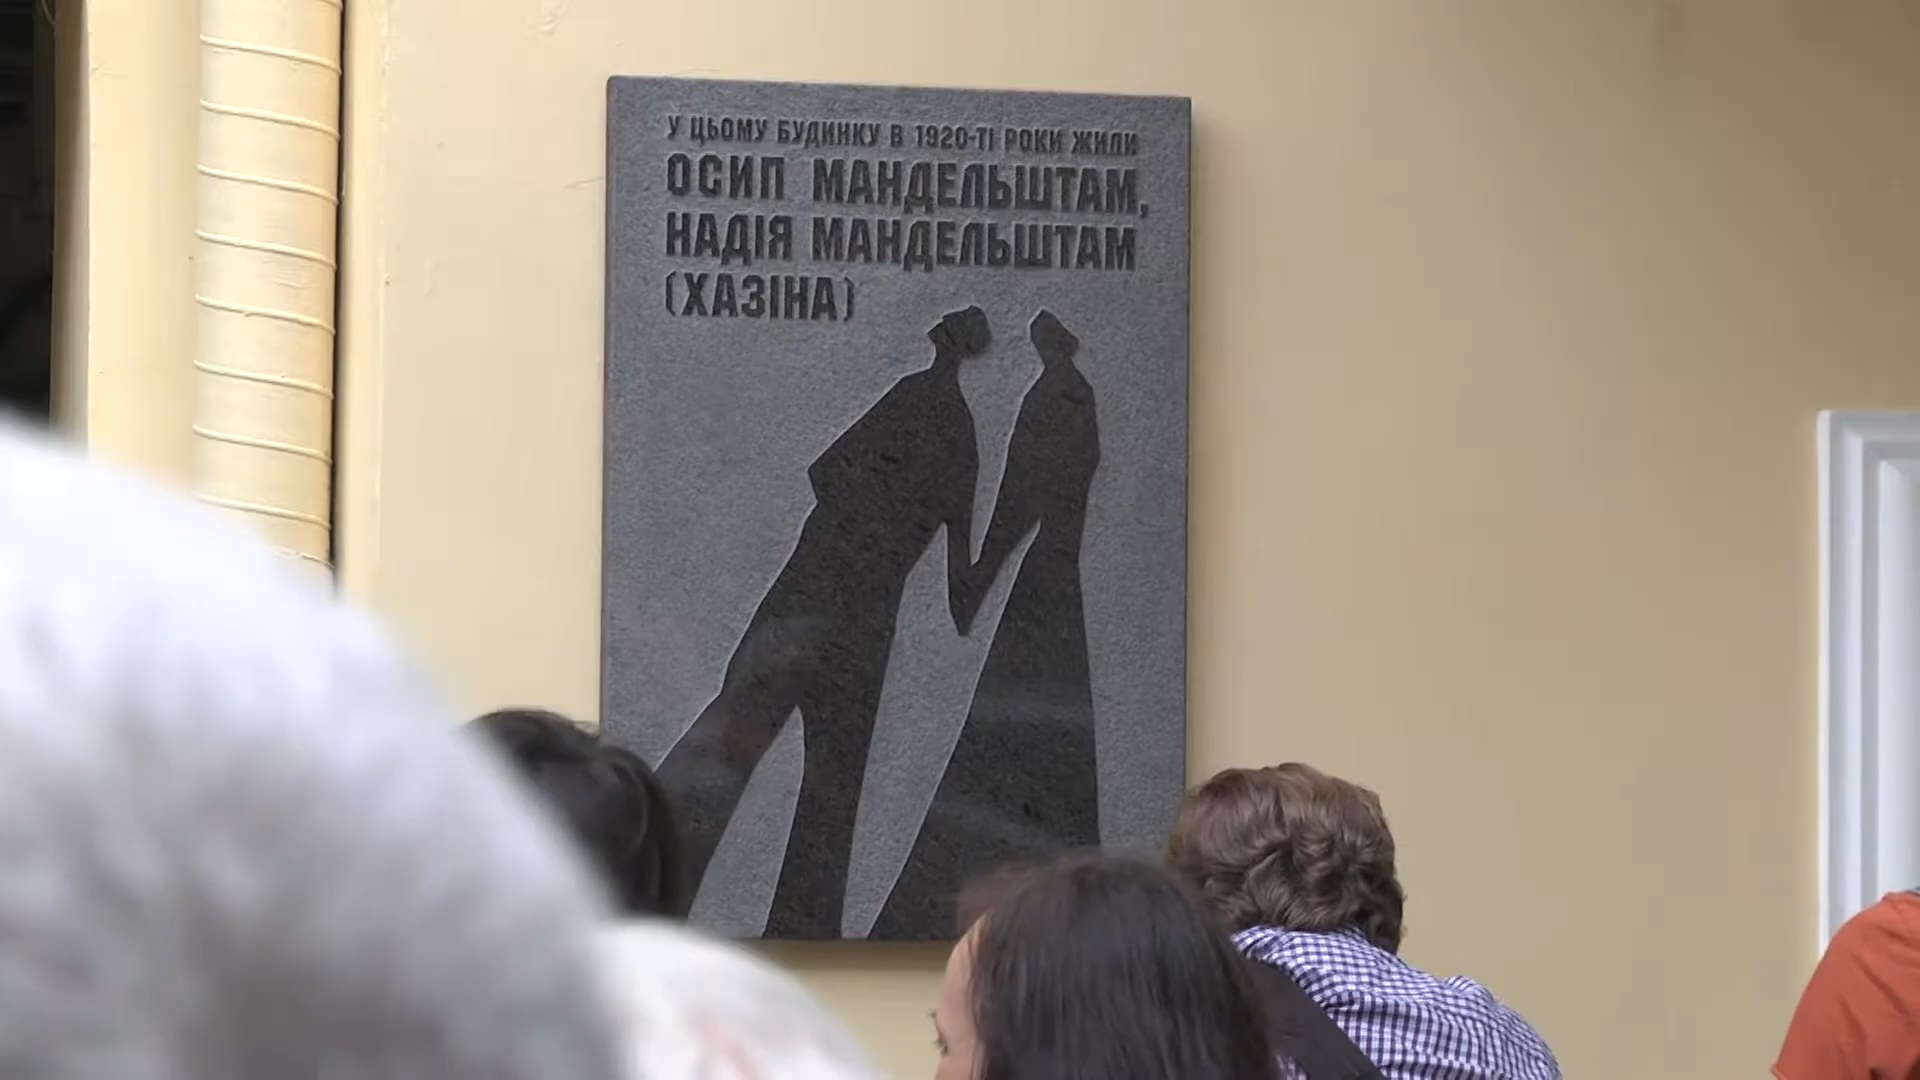 У ЦЬОМУ БУДИНКУ В 1920-ТІ РОКИ ЖИЛИ
ОСИП МАНДЕЛЬШТАМ,
НАДІЯ МАНДЕЛЬШТАМ
(ХАЗІНА)